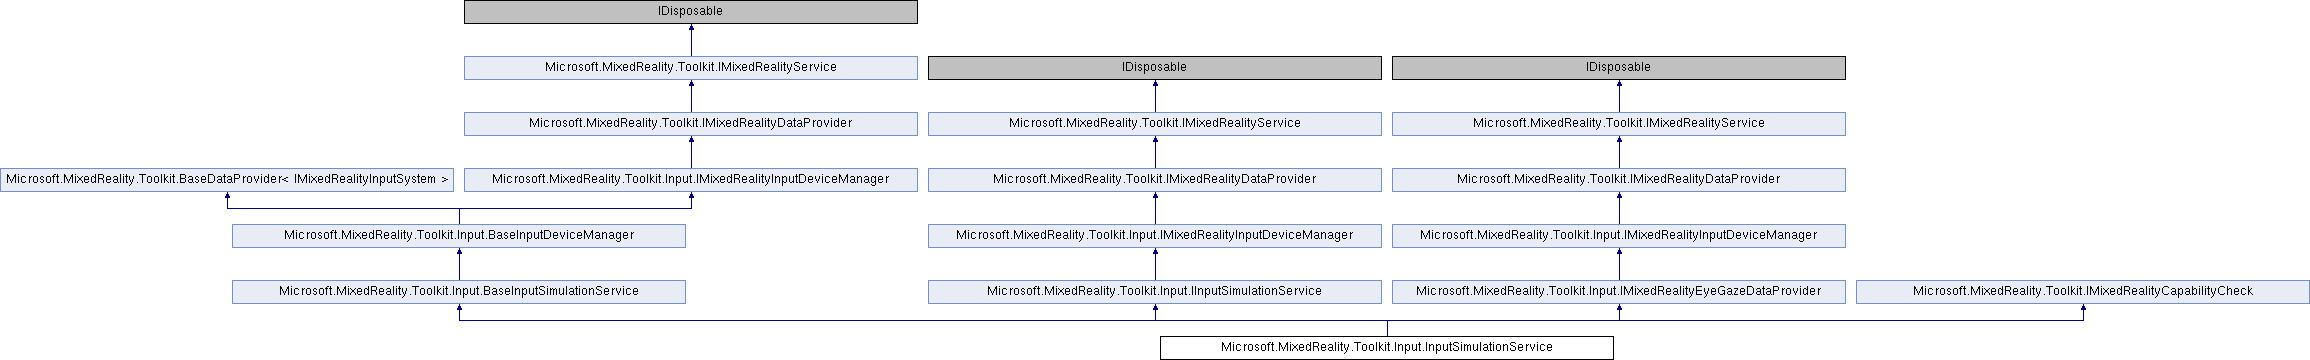 IDisposable
Microsoft.MixedReality.Toolkit.IMixedRealityService
IDisposable
IDisposable
Microsoft.MixedReality.Toolkit.IMixedRealityDataProvider
Microsoft.MixedReality.Toolkit.IMixedRealityService
Microsoft.MixedReality.Toolkit.IMixedRealityService
Microsoft.MixedReality.Toolkit.BaseDataProvider< IMixedRealityInputSystem >
Microsoft.MixedReality.Toolkit.Input.IMixedRealityInputDeviceManager
Microsoft.MixedReality.Toolkit.IMixedRealityDataProvider
Microsoft.MixedReality.Toolkit.IMixedRealityDataProvider
Microsoft.MixedReality.Toolkit.Input.BaseInputDeviceManager
Microsoft.MixedReality.Toolkit.Input.IMixedRealityInputDeviceManager
Microsoft.MixedReality.Toolkit.Input.IMixedRealityInputDeviceManager
Microsoft.MixedReality.Toolkit.Input.BaseInputSimulationService
Microsoft.MixedReality.Toolkit.Input.IInputSimulationService
Microsoft.MixedReality.Toolkit.Input.IMixedRealityEyeGazeDataProvider
Microsoft.MixedReality.Toolkit.IMixedRealityCapabilityCheck
Microsoft.MixedReality.Toolkit.Input.InputSimulationService